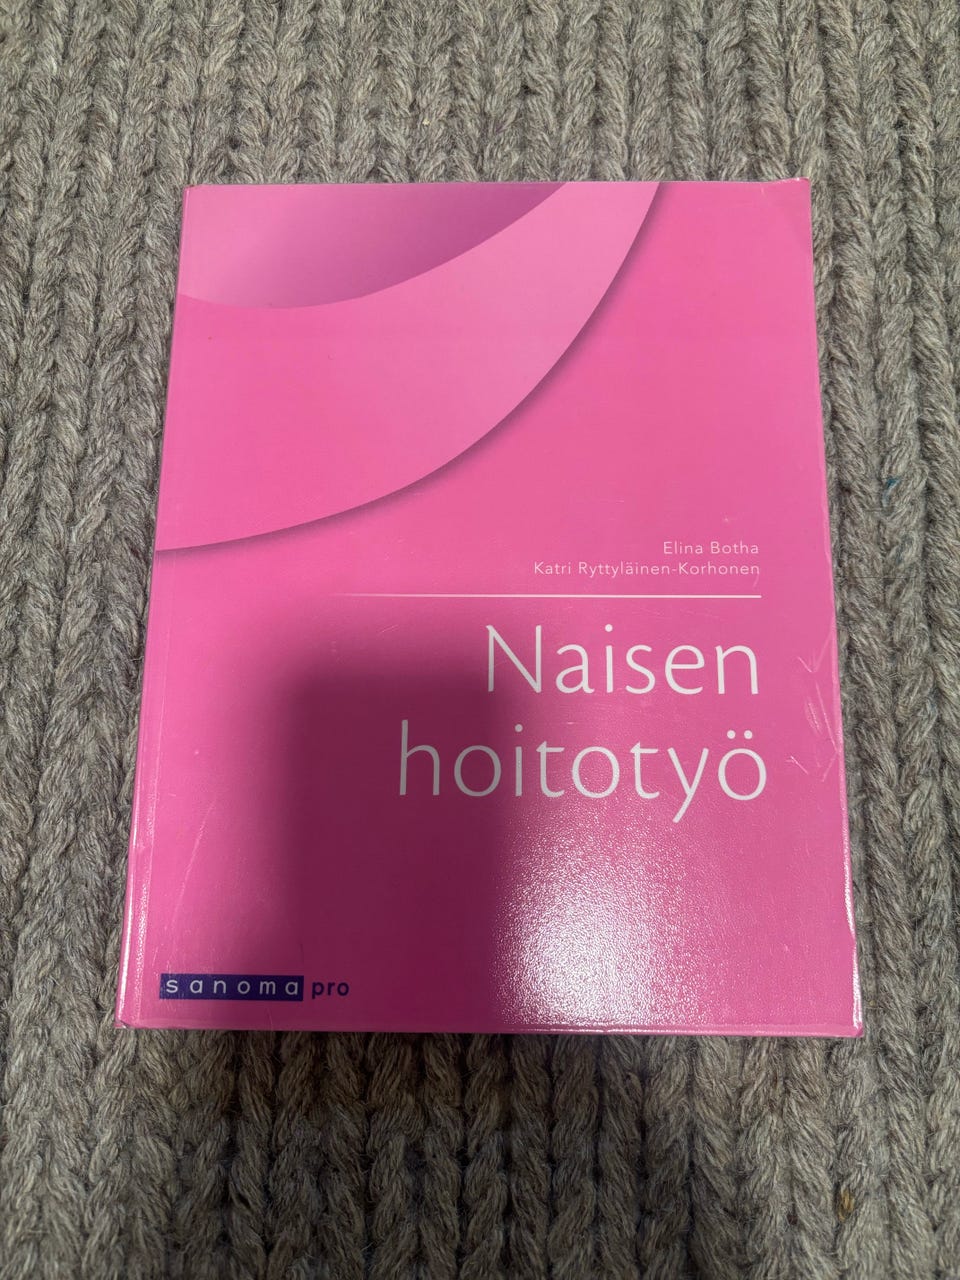 Elina Botha
Katri Ryttyläinen-Korhonen
Naisen
hoitotyö
sanoma pro